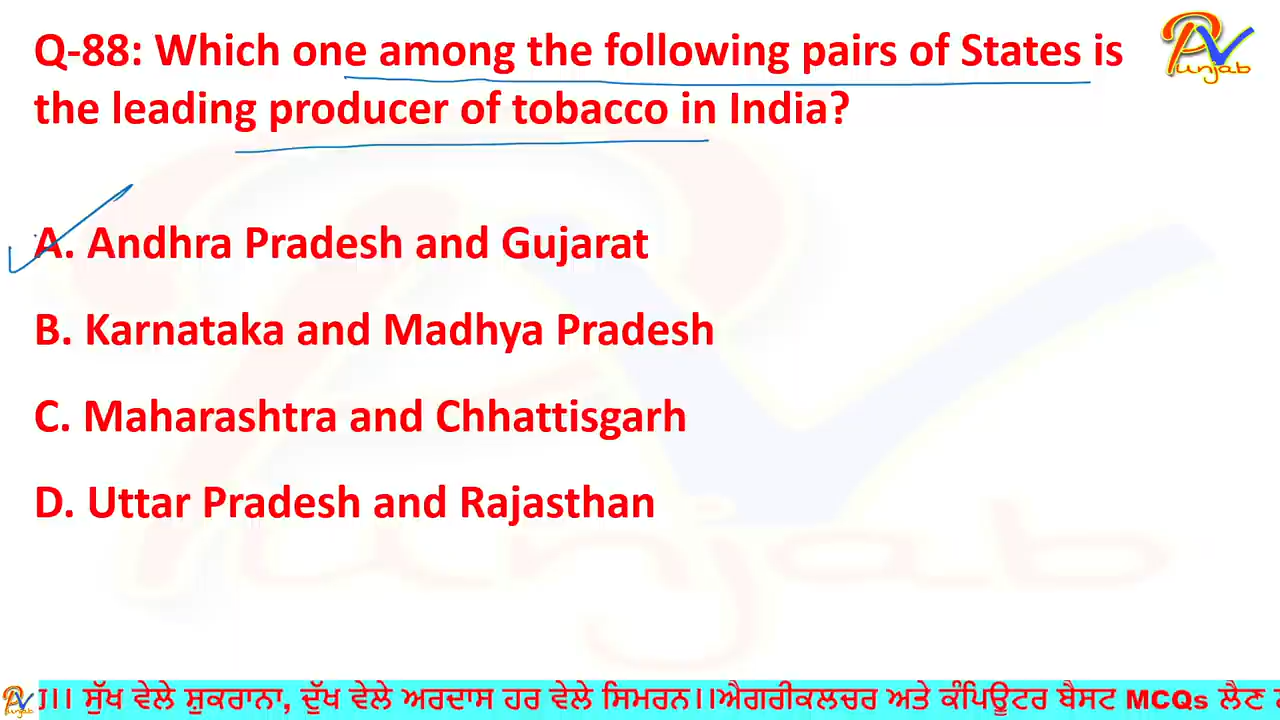 Q-88: Which one among the following pairs of States is
the leading producer of tobacco in India?
A. Andhra Pradesh and Gujarat
B. Karnataka and Madhya Pradesh
C. Maharashtra and Chhattisgarh
D. Uttar Pradesh and Rajasthan
Punjab
।। ਸੁੱਖ ਵੇਲੇ ਸ਼ੁਕਰਾਨਾ, ਦੁੱਖ ਵੇਲੇ ਅਰਦਾਸ ਹਰ ਵੇਲੇ ਸਿਮਰਨ।।ਐਗਰੀਕਲਚਰ ਅਤੇ ਕੰਪਿਊਟਰ ਬੈਸਟ MCQs ਲੈਣ